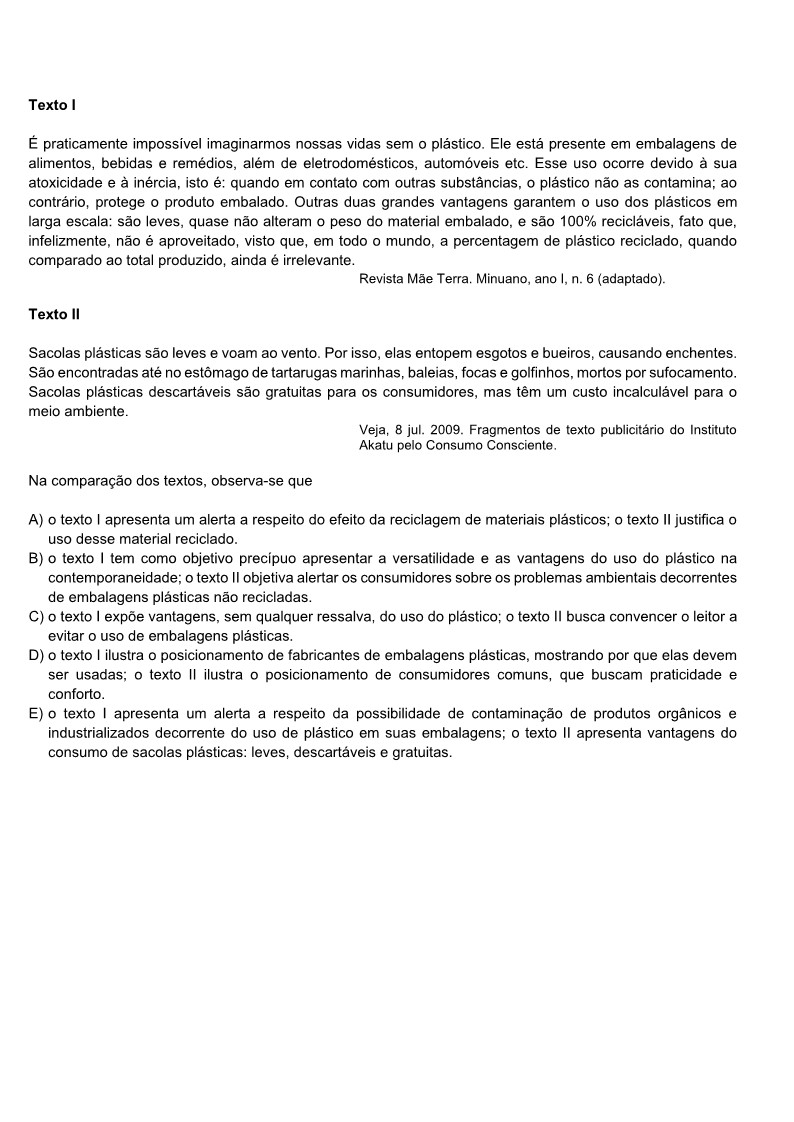 Texto I
É praticamente impossível imaginarmos nossas vidas sem o plástico. Ele está presente em embalagens de
alimentos, bebidas e remédios, além de eletrodomésticos, automóveis etc. Esse uso ocorre devido à sua
atoxicidade e à inércia, isto é: quando em contato com outras substâncias, o plástico não as contamina; ao
contrário, protege o produto embalado. Outras duas grandes vantagens garantem o uso dos plásticos em
larga escala: são leves, quase não alteram o peso do material embalado, e são 100% recicláveis, fato que,
infelizmente, não é aproveitado, visto que, em todo o mundo, a percentagem de plástico reciclado, quando
comparado ao total produzido, ainda é irrelevante.
Revista Mãe Terra. Minuano, ano I, n. 6 (adaptado).
Texto II
Sacolas plásticas são leves e voam ao vento. Por isso, elas entopem esgotos e bueiros, causando enchentes.
São encontradas até no estômago de tartarugas marinhas, baleias, focas e golfinhos, mortos por sufocamento.
Sacolas plásticas descartáveis são gratuitas para os consumidores, mas têm um custo incalculável para o
meio ambiente.
Veja, 8 jul. 2009. Fragmentos de texto publicitário do Instituto
Akatu pelo Consumo Consciente.
Na comparação dos textos, observa-se que
A) o texto I apresenta um alerta a respeito do efeito da reciclagem de materiais plásticos; o texto II justifica o
uso desse material reciclado.
B) o texto I tem como objetivo precípuo apresentar a versatilidade e as vantagens do uso do plástico na
contemporaneidade; o texto II objetiva alertar os consumidores sobre os problemas ambientais decorrentes
de embalagens plásticas não recicladas.
C) o texto I expõe vantagens, sem qualquer ressalva, do uso do plástico; o texto II busca convencer o leitor a
evitar o uso de embalagens plásticas.
D) o texto I ilustra o posicionamento de fabricantes de embalagens plásticas, mostrando por que elas devem
ser usadas; o texto II ilustra o posicionamento de consumidores comuns, que buscam praticidade e
conforto.
E) o texto I apresenta um alerta a respeito da possibilidade de contaminação de produtos orgânicos e
industrializados decorrente do uso de plástico em suas embalagens; o texto II apresenta vantagens do
consumo de sacolas plásticas: leves, descartáveis e gratuitas.